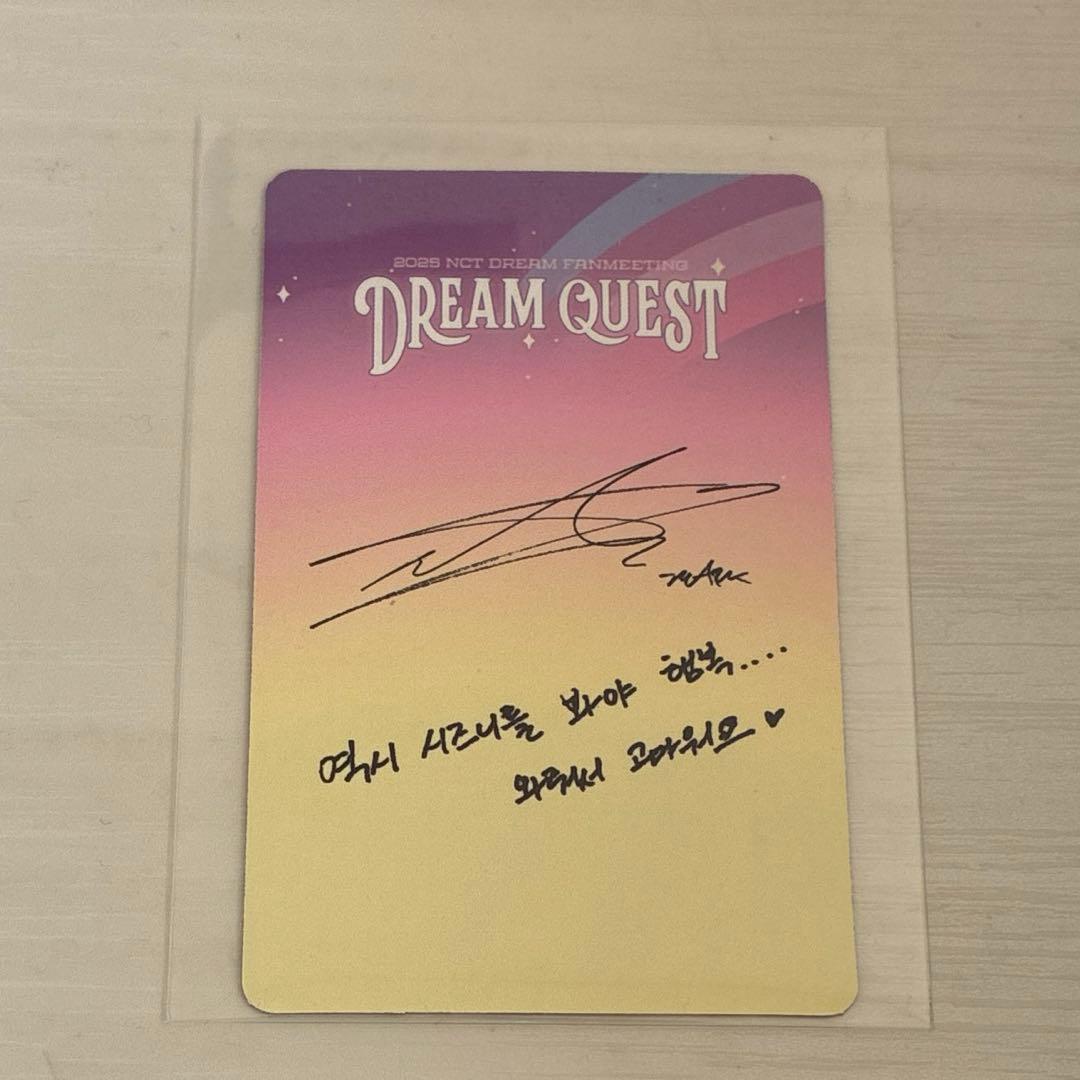 2025 NCT DREAM FANMEETING
DREAM QUEST
MARK
역시 시즈니를 봐야 행복....
와줘서 고마워요 ♥